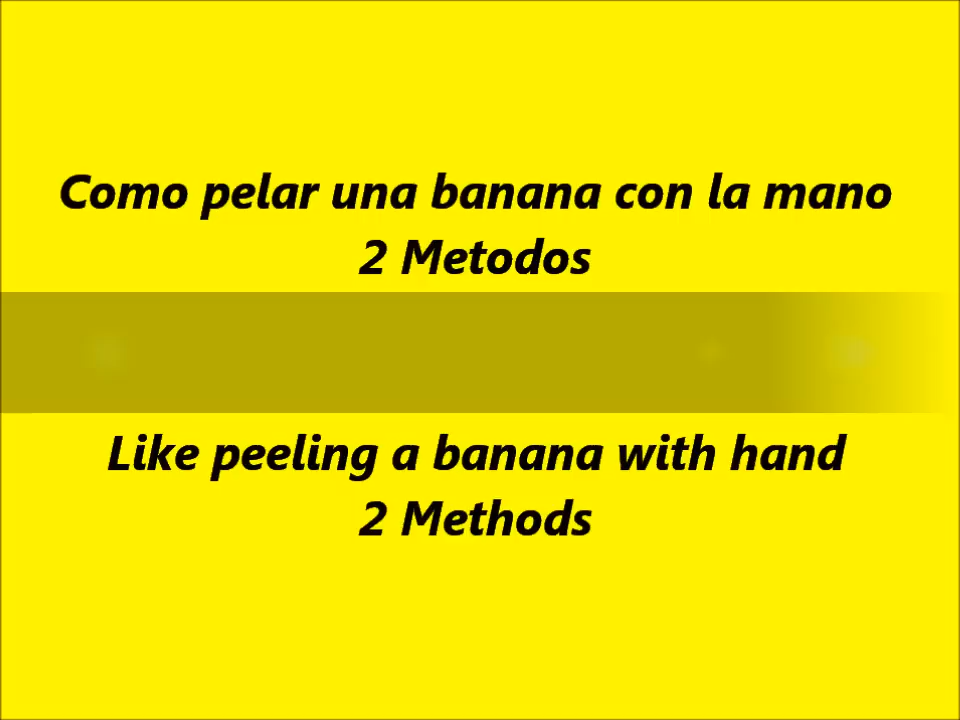 Como pelar una banana con la mano
2 Metodos
Like peeling a banana with hand
2 Methods